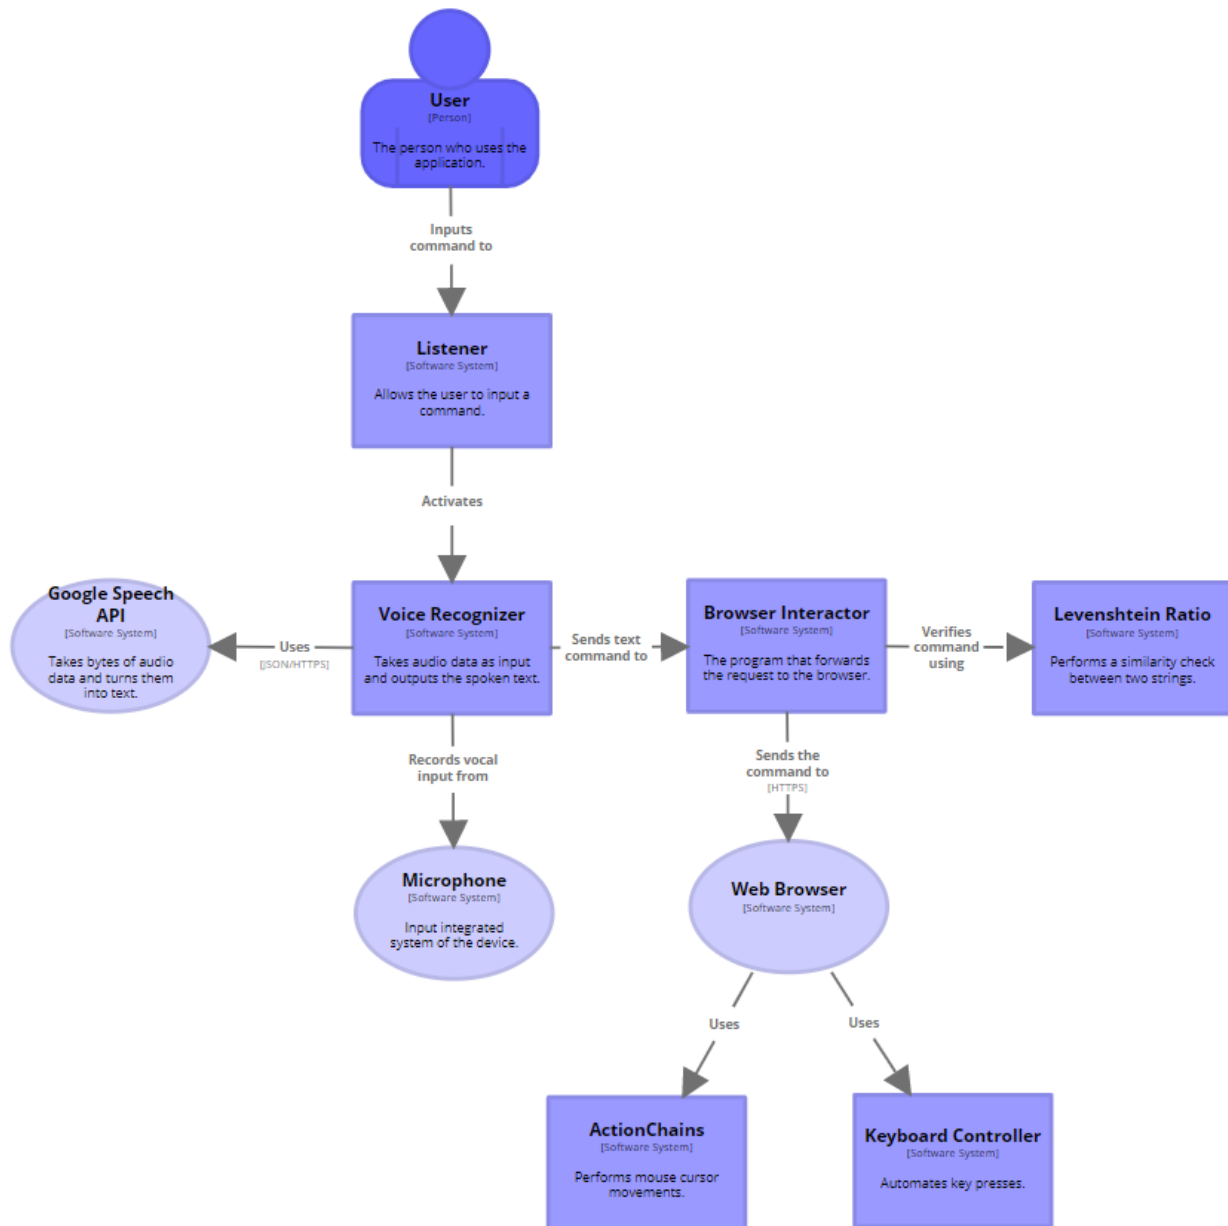 User
[Person]
The person who uses the
application.
Inputs
command to
Listener
[Software System]
Allows the user to input a
command.
Activates
Google Speech
API
[Software System]
Takes bytes of audio
data and turns them
into text.
Uses
[JSON/HTTPS]
Voice Recognizer
[Software System]
Takes audio data as input
and outputs the spoken text.
Sends text
command to
Browser Interactor
[Software System]
The program that forwards
the request to the browser.
Verifies
command
using
Levenshtein Ratio
[Software System]
Performs a similarity check
between two strings.
Records vocal
input from
Sends the
command to
[HTTPS]
Microphone
[Software System]
Input integrated
system of the device.
Web Browser
[Software System]
Uses
Uses
ActionChains
[Software System]
Performs mouse cursor
movements.
Keyboard Controller
[Software System]
Automates key presses.